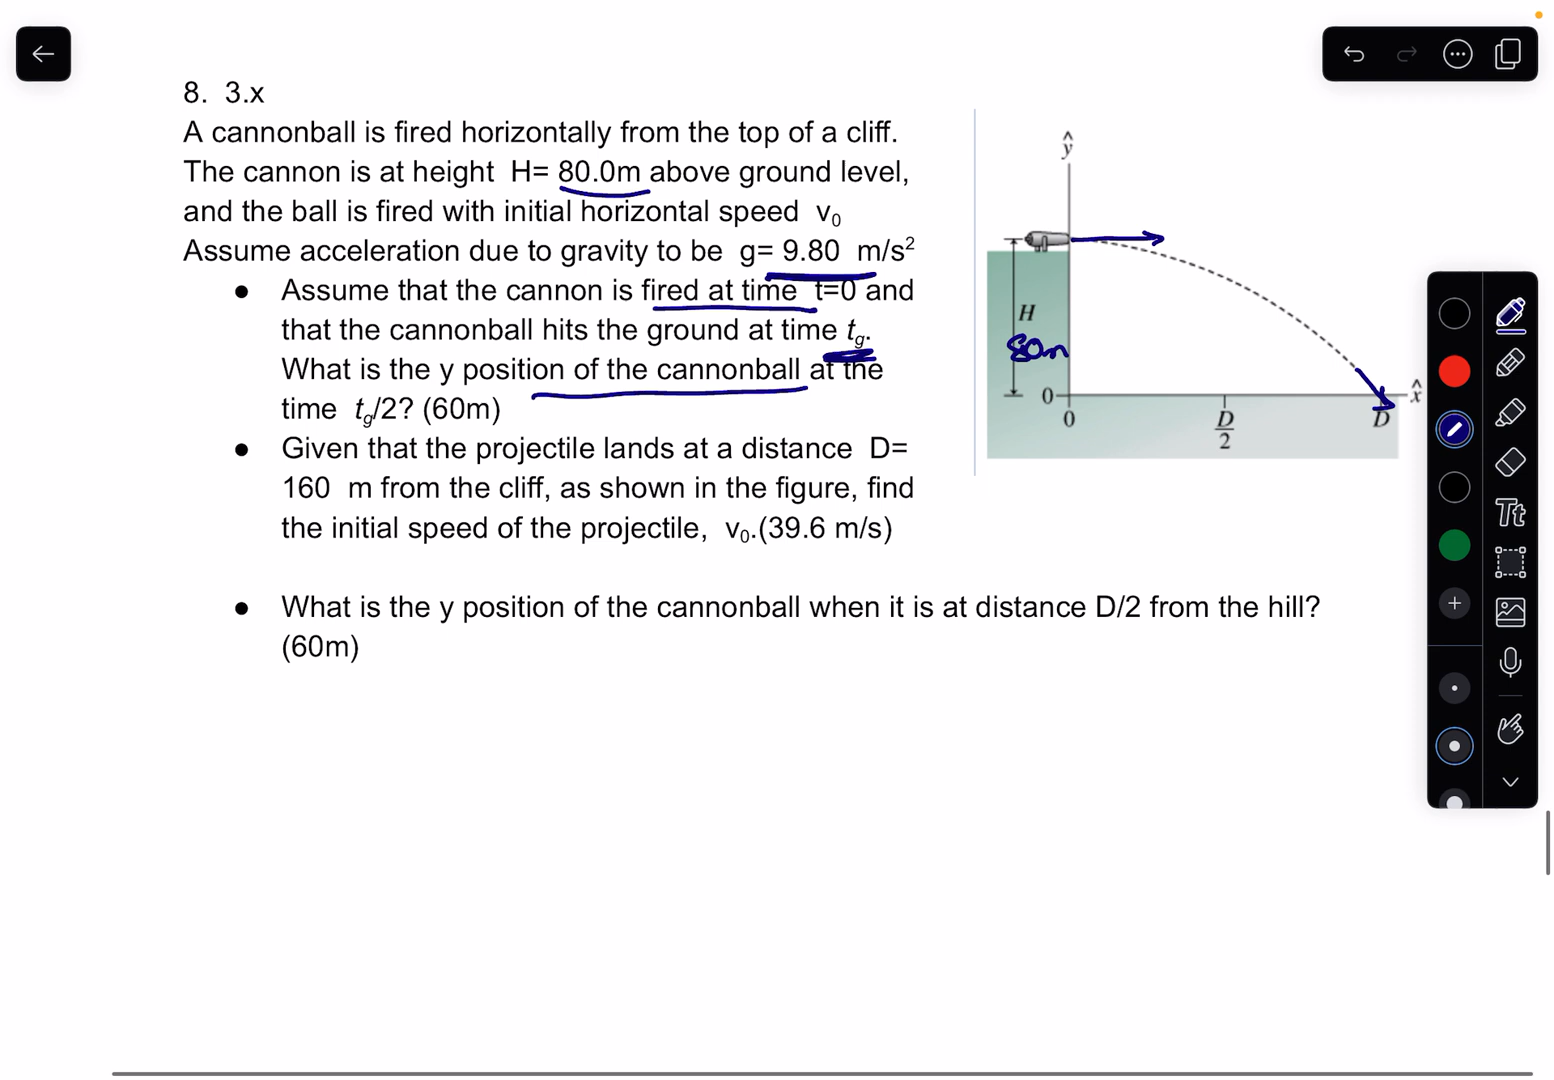 8. 3.x
A cannonball is fired horizontally from the top of a cliff.
The cannon is at height H= 80.0m above ground level,
and the ball is fired with initial horizontal speed v₀
Assume acceleration due to gravity to be g= 9.80 m/s²
● Assume that the cannon is fired at time t=0 and
that the cannonball hits the ground at time t_g.
What is the y position of the cannonball at the
time t_g/2? (60m)
● Given that the projectile lands at a distance D=
160 m from the cliff, as shown in the figure, find
the initial speed of the projectile, v₀.(39.6 m/s)
● What is the y position of the cannonball when it is at distance D/2 from the hill?
(60m)
ŷ
H
80m
0
x̂
0
D/2
D
Tt